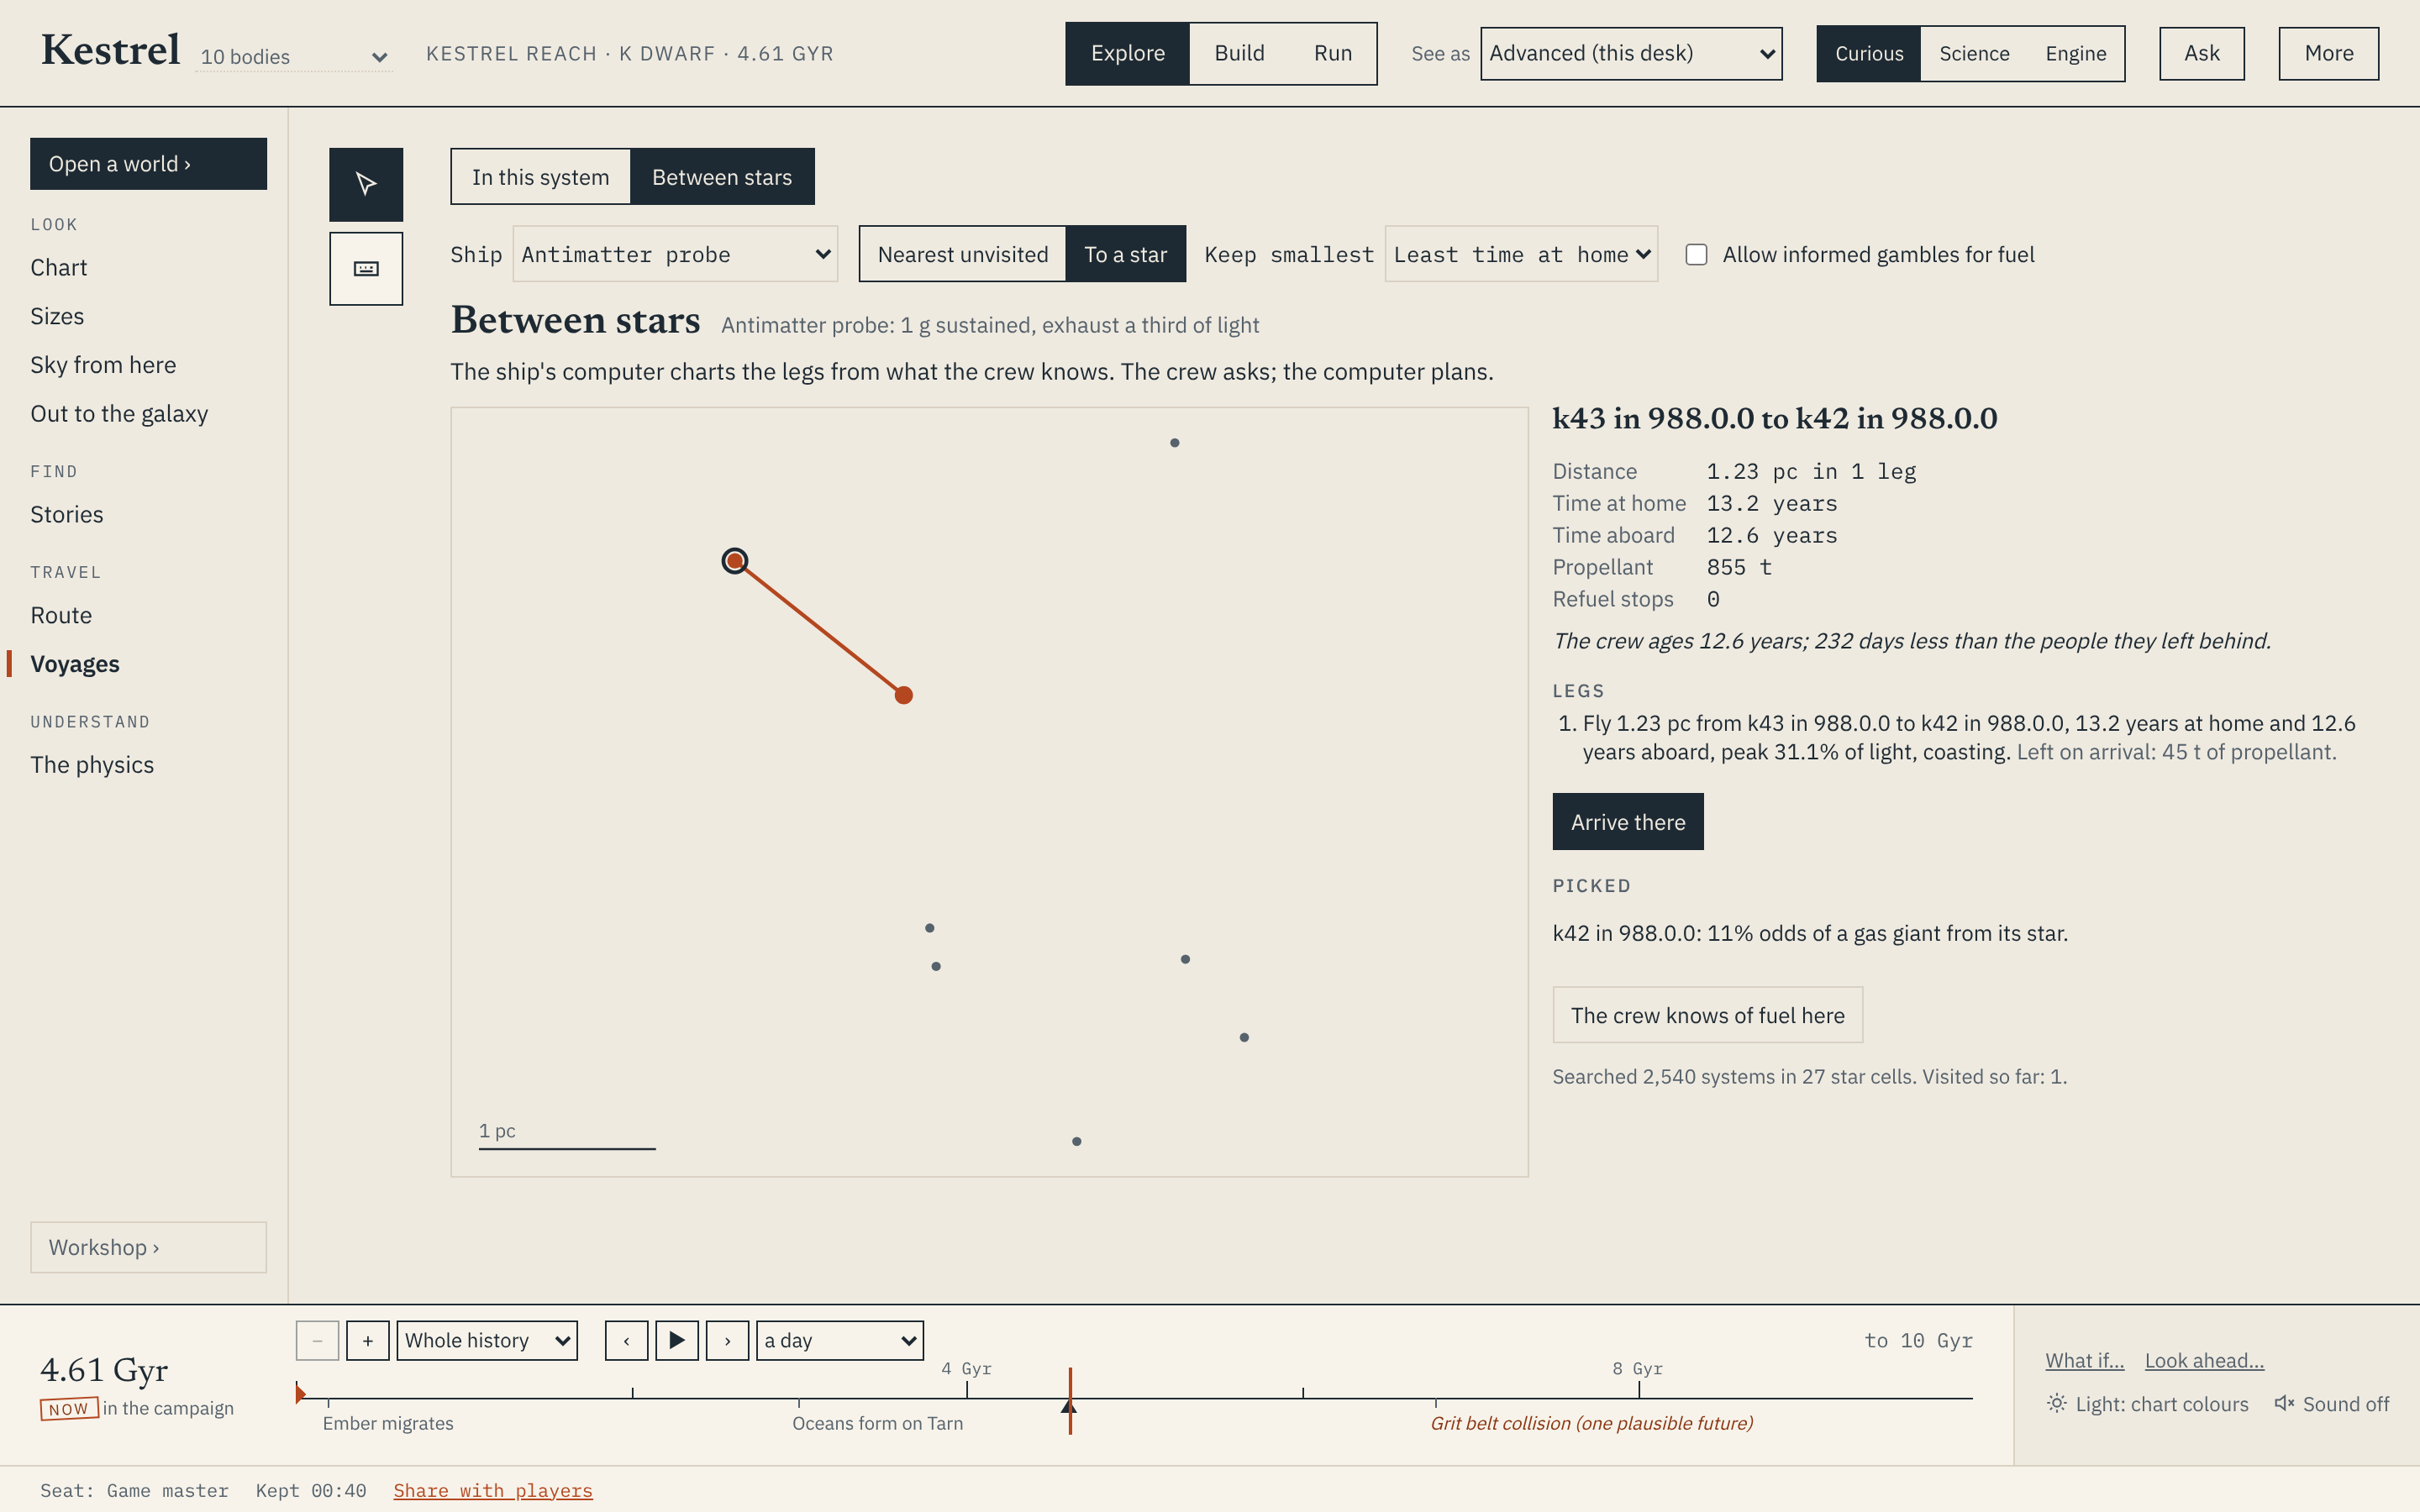 Kestrel 10 bodies KESTREL REACH · K DWARF · 4.61 GYR Explore Build Run See as Advanced (this desk) Curious Science Engine Ask More
Open a world ›
LOOK
Chart
Sizes
Sky from here
Out to the galaxy
FIND
Stories
TRAVEL
Route
Voyages
UNDERSTAND
The physics
Workshop ›
In this system Between stars
Ship Antimatter probe Nearest unvisited To a star Keep smallest Least time at home Allow informed gambles for fuel
Between stars Antimatter probe: 1 g sustained, exhaust a third of light
The ship's computer charts the legs from what the crew knows. The crew asks; the computer plans.
1 pc
k43 in 988.0.0 to k42 in 988.0.0
Distance 1.23 pc in 1 leg
Time at home 13.2 years
Time aboard 12.6 years
Propellant 855 t
Refuel stops 0
The crew ages 12.6 years; 232 days less than the people they left behind.
LEGS
1. Fly 1.23 pc from k43 in 988.0.0 to k42 in 988.0.0, 13.2 years at home and 12.6
years aboard, peak 31.1% of light, coasting. Left on arrival: 45 t of propellant.
Arrive there
PICKED
k42 in 988.0.0: 11% odds of a gas giant from its star.
The crew knows of fuel here
Searched 2,540 systems in 27 star cells. Visited so far: 1.
4.61 Gyr
NOW in the campaign
− + Whole history ‹ › a day to 10 Gyr
4 Gyr 8 Gyr
Ember migrates Oceans form on Tarn Grit belt collision (one plausible future)
What if... Look ahead...
Light: chart colours Sound off
Seat: Game master Kept 00:40 Share with players